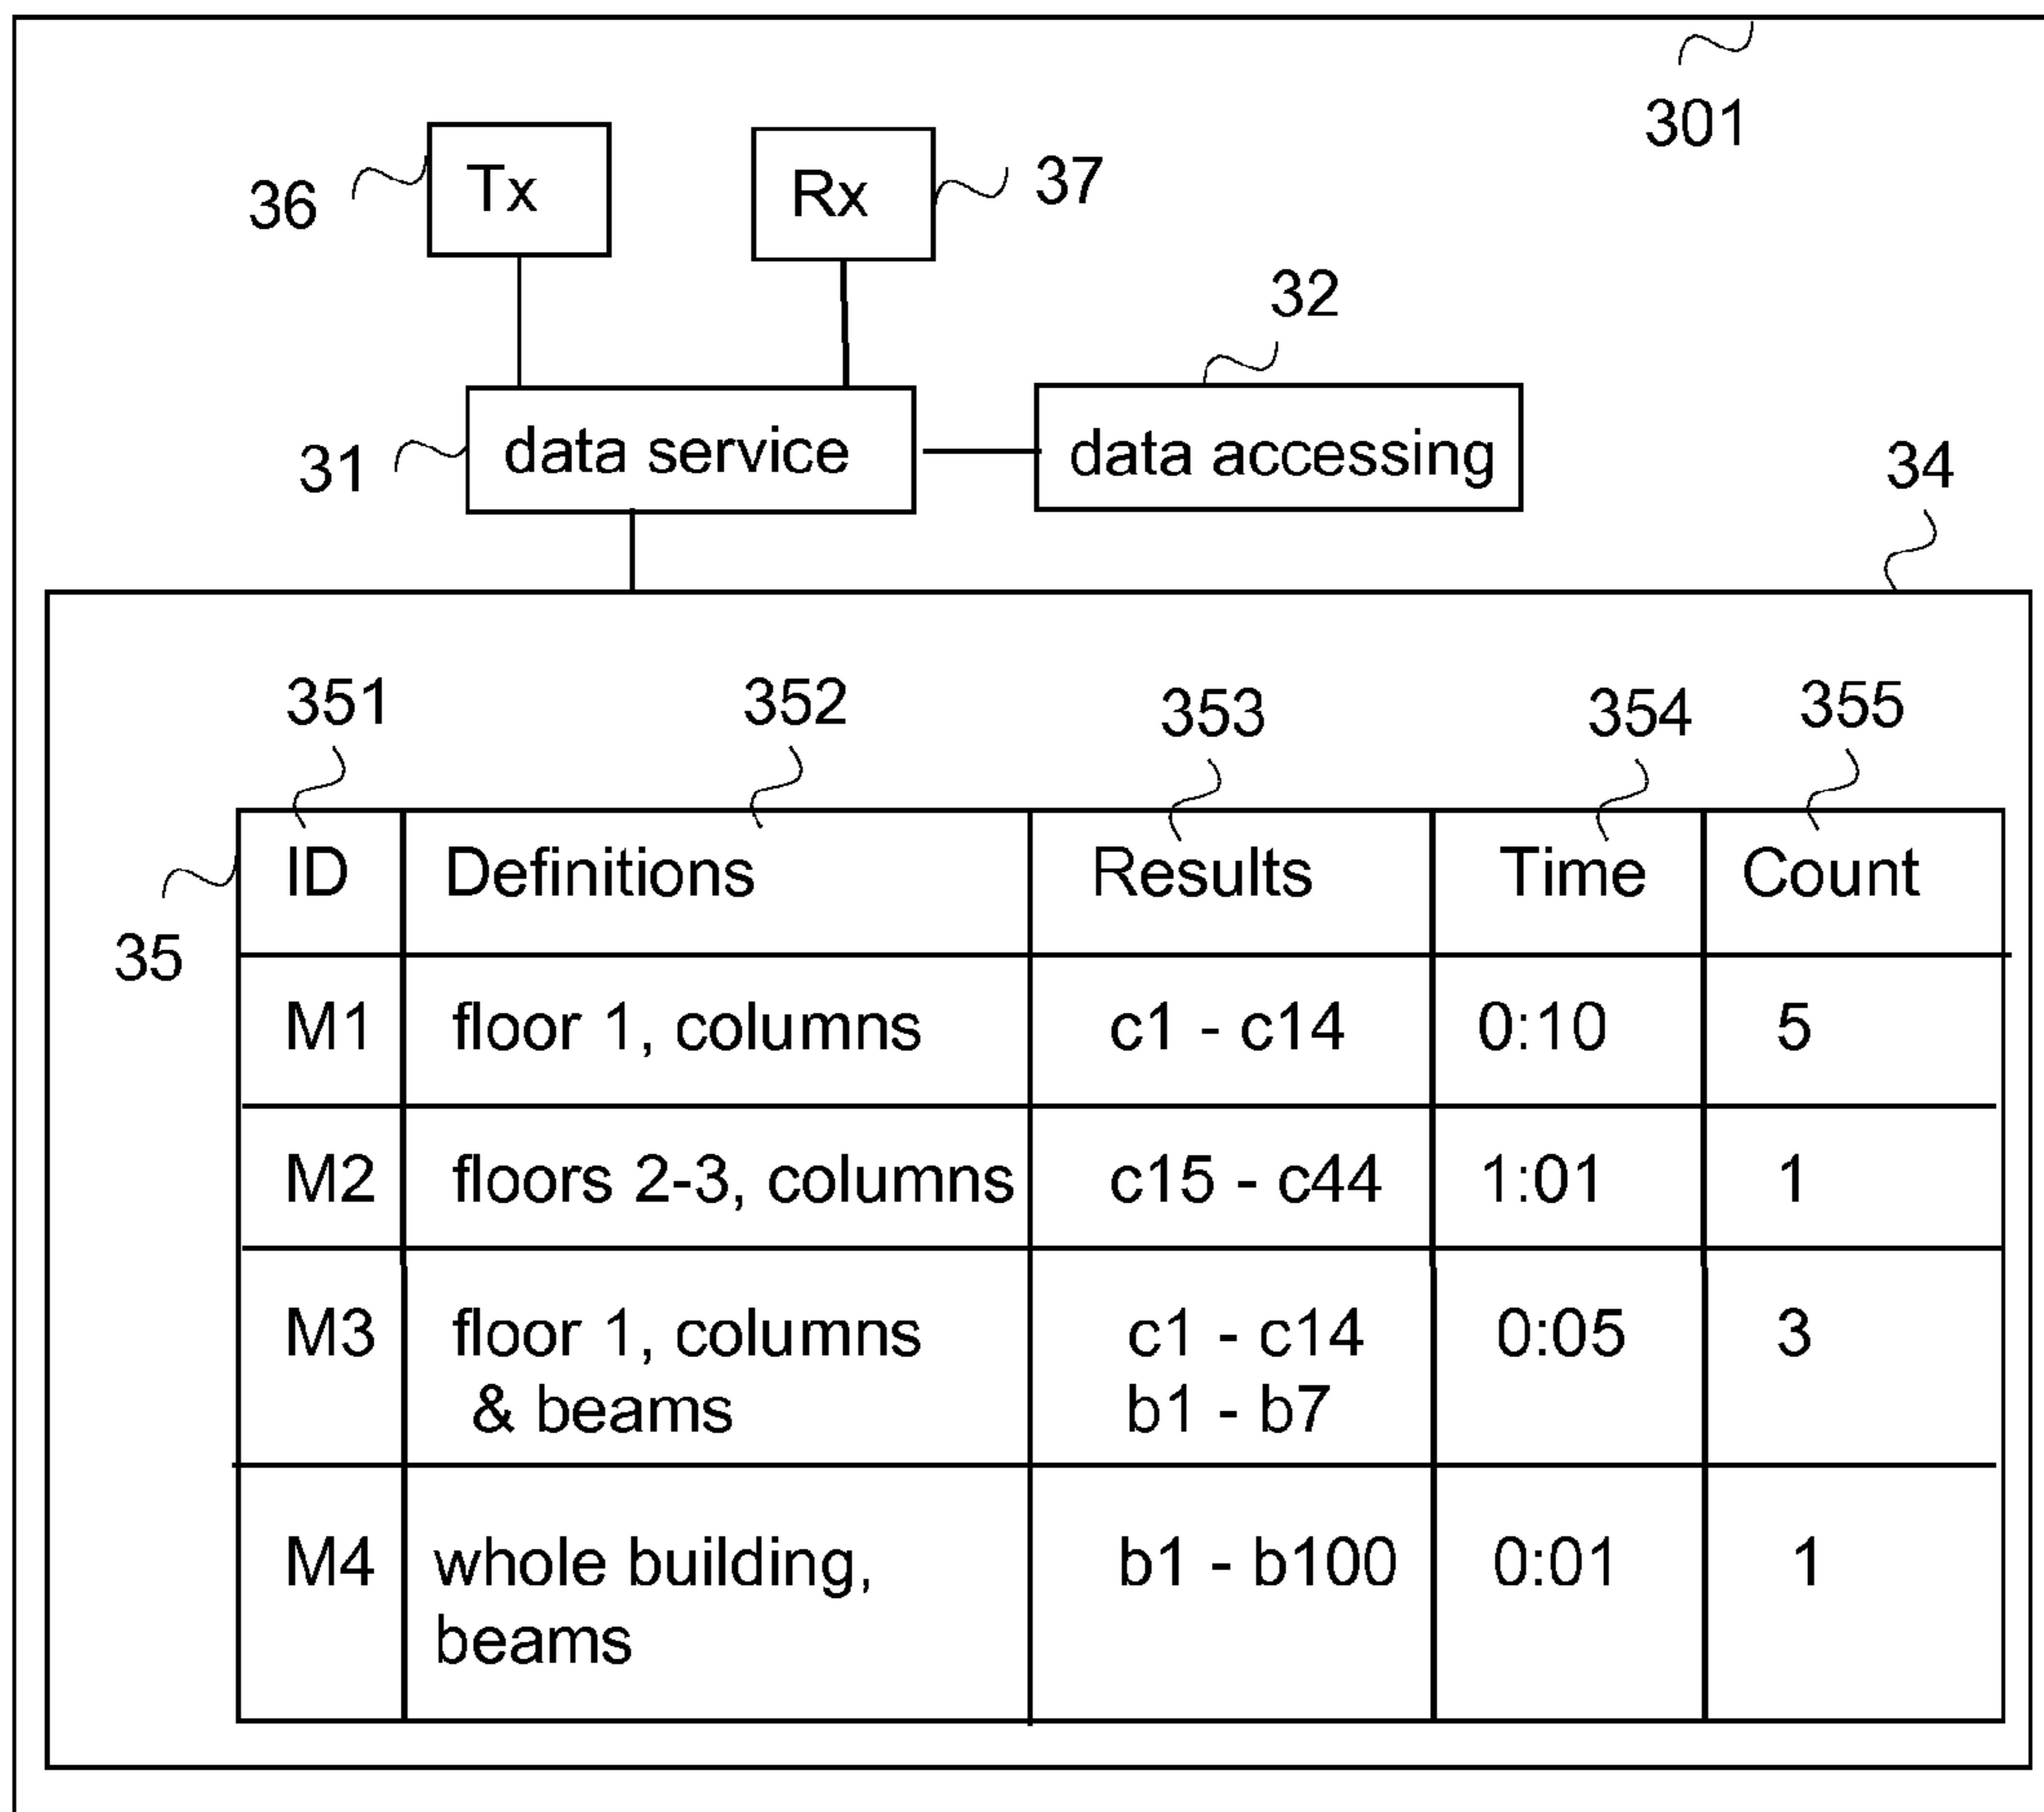 301
36
Tx
Rx
37
32
31
data service
data accessing
34
351
352
353
354
355
35
ID Definitions Results Time Count
M1 floor 1, columns c1 - c14 0:10 5
M2 floors 2-3, columns c15 - c44 1:01 1
M3 floor 1, columns c1 - c14 0:05 3
& beams b1 - b7
M4 whole building, b1 - b100 0:01 1
beams